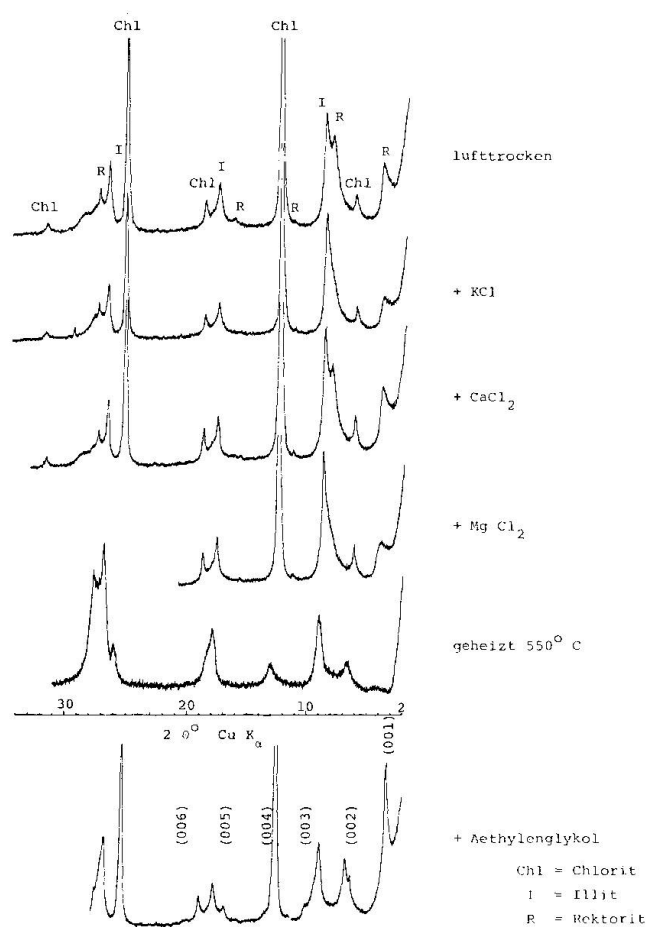 Chl Chl
I R
R I Chl I R
Chl Chl R R
lufttrocken
+ KCl
+ CaCl2
+ Mg Cl2
geheizt 550° C
30 20 10 2
2 θ° Cu Kα
(006) (005) (004) (003) (002) (001)
+ Aethylenglykol
Chl = Chlorit
I = Illit
R = Rektorit